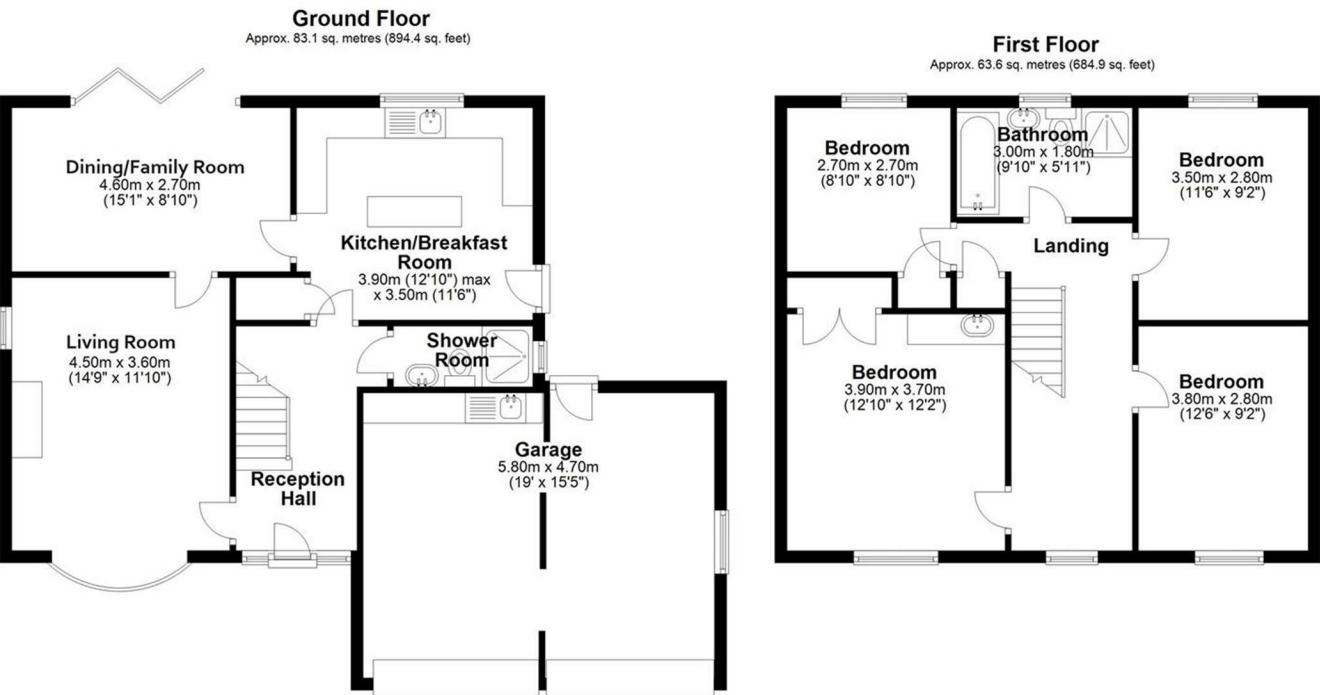 Ground Floor
Approx. 83.1 sq. metres (894.4 sq. feet)
Dining/Family Room
4.60m x 2.70m
(15'1" x 8'10")
Kitchen/Breakfast
Room
3.90m (12'10") max
x 3.50m (11'6")
Living Room
4.50m x 3.60m
(14'9" x 11'10")
Shower
Room
Reception
Hall
Garage
5.80m x 4.70m
(19' x 15'5")
First Floor
Approx. 63.6 sq. metres (684.9 sq. feet)
Bedroom
2.70m x 2.70m
(8'10" x 8'10")
Bathroom
3.00m x 1.80m
(9'10" x 5'11")
Bedroom
3.50m x 2.80m
(11'6" x 9'2")
Landing
Bedroom
3.90m x 3.70m
(12'10" x 12'2")
Bedroom
3.80m x 2.80m
(12'6" x 9'2")